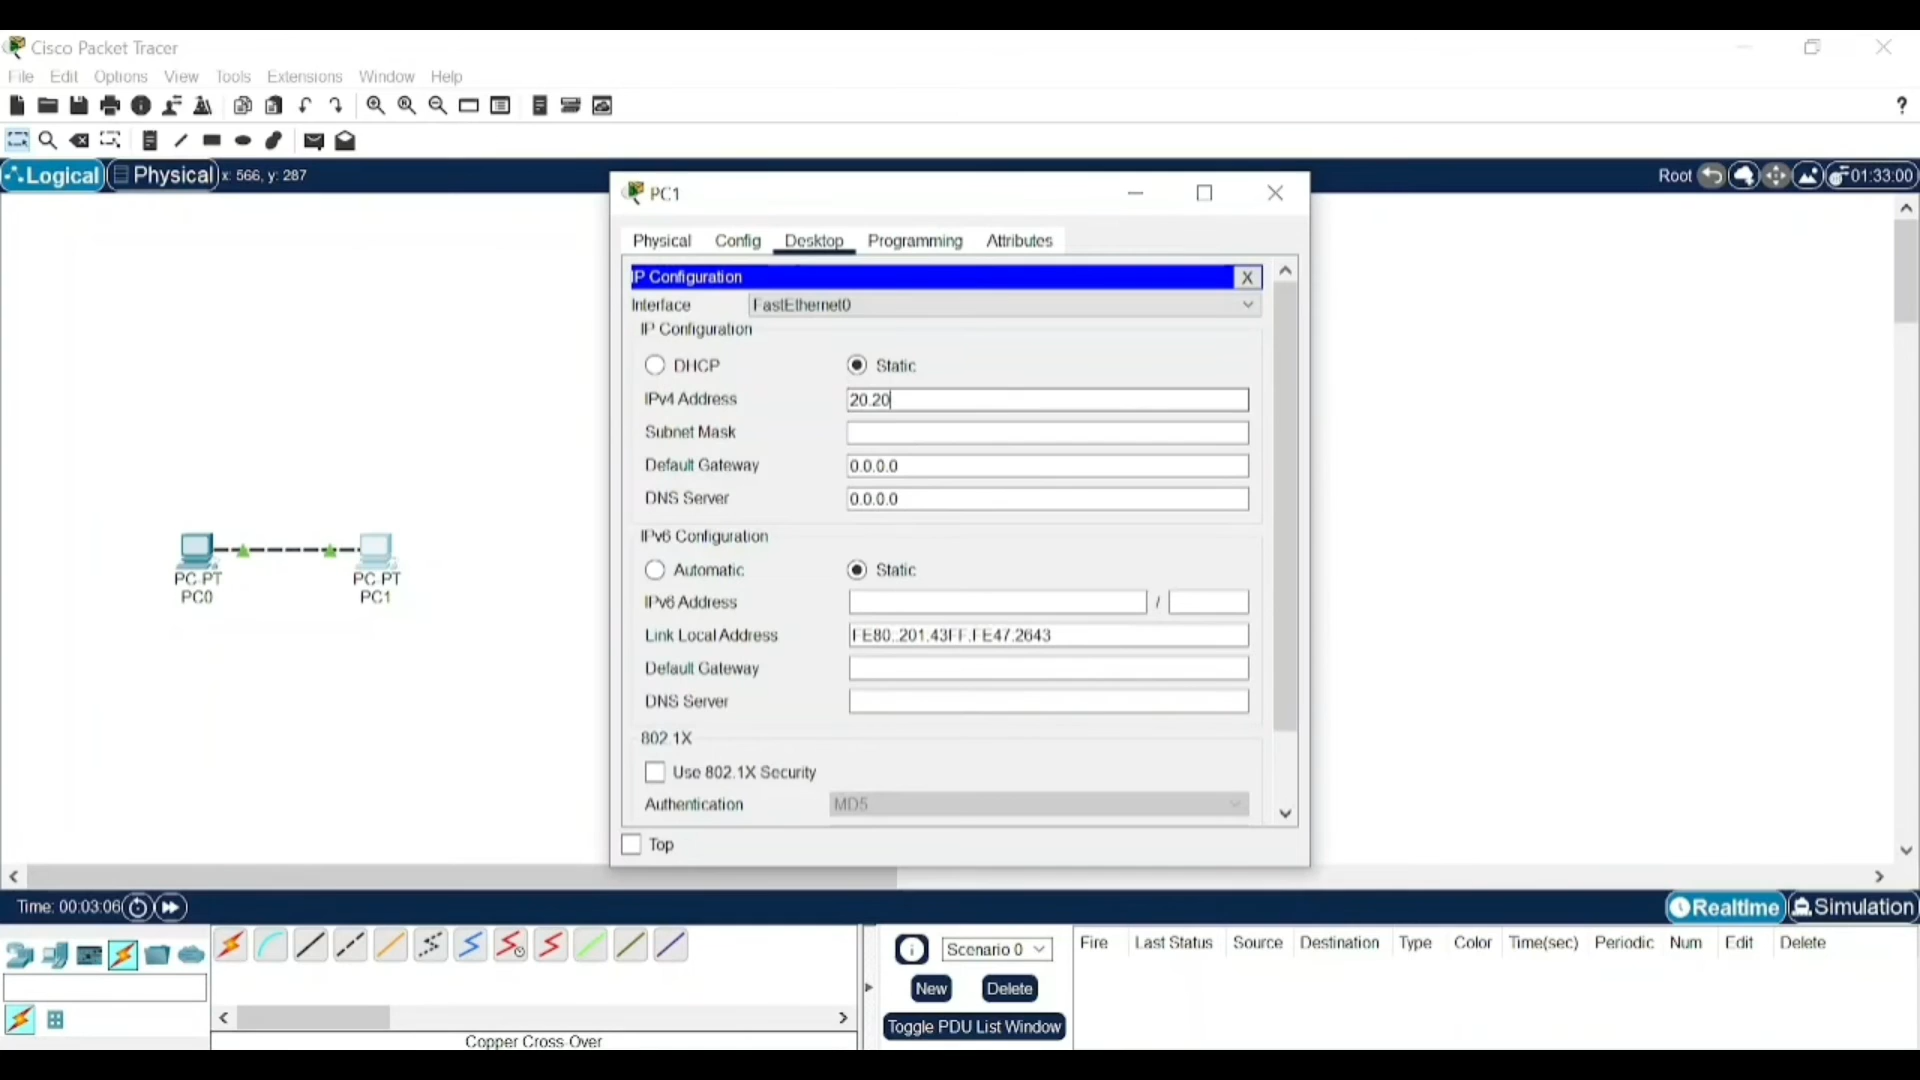 Cisco Packet Tracer
File Edit Options View Tools Extensions Window Help
?
Logical Physical x: 566, y: 287 Root 01:33:00
PC1
Physical Config Desktop Programming Attributes
IP Configuration X
Interface FastEthernet0
IP Configuration
DHCP Static
IPv4 Address 20.20
Subnet Mask
Default Gateway 0.0.0.0
DNS Server 0.0.0.0
IPv6 Configuration
Automatic Static
IPv6 Address /
Link Local Address FE80::201:43FF:FE47:2643
Default Gateway
DNS Server
802.1X
Use 802.1X Security
Authentication MD5
Top
PC-PT PC-PT
PC0 PC1
Time: 00:03:06 Realtime Simulation
Scenario 0
New Delete
Toggle PDU List Window
Fire Last Status Source Destination Type Color Time(sec) Periodic Num Edit Delete
Copper Cross-Over